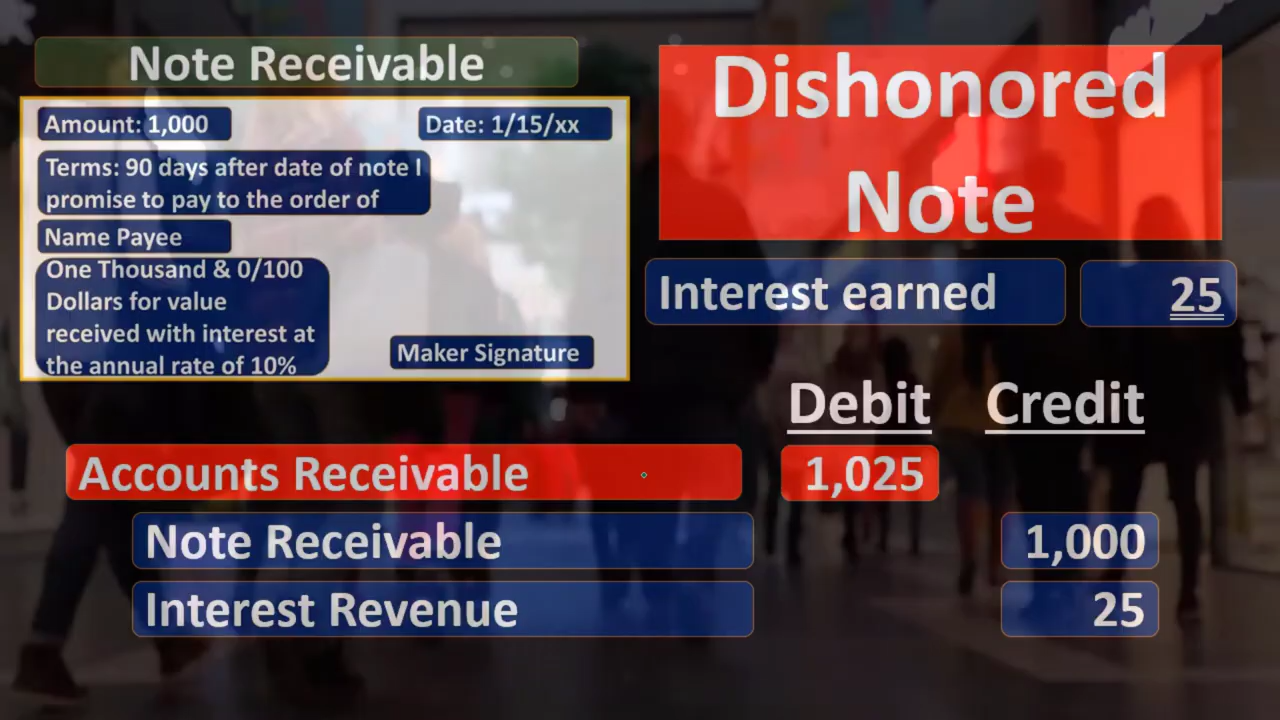 Note Receivable
Amount: 1,000
Date: 1/15/xx
Terms: 90 days after date of note I
promise to pay to the order of
Name Payee
One Thousand & 0/100
Dollars for value
received with interest at
the annual rate of 10%
Maker Signature
Dishonored
Note
Interest earned 25
Debit Credit
Accounts Receivable 1,025
Note Receivable 1,000
Interest Revenue 25